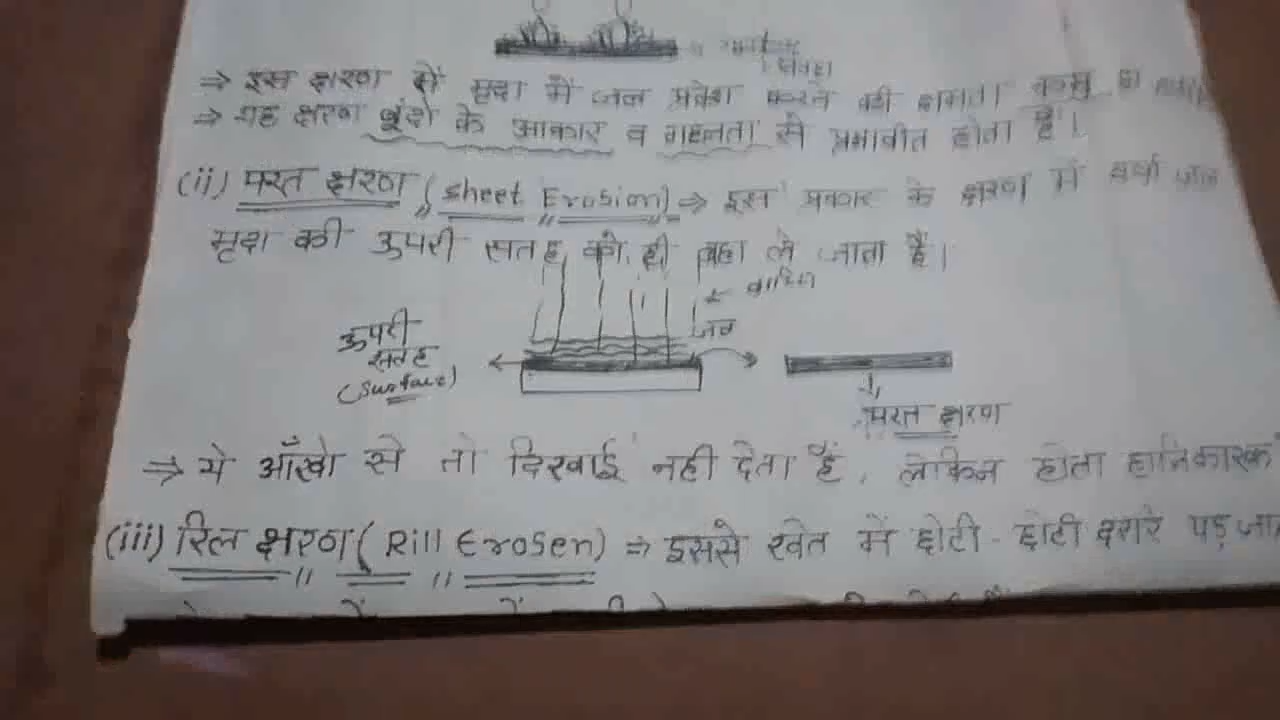 ⇒ इस क्षरण से मृदा में जल प्रवेश करने की क्षमता कम हो
⇒ यह क्षरण बूंदो के आकार व गहनता से प्रभावीत होता है।
(ii) परत क्षरण (Sheet Erosion) ⇒ इस प्रकार के क्षरण में वर्षा जल
मृदा की ऊपरी सतह को ही बहा ले जाता है।
ऊपरी
सतह
(Surface)
← बारिश
जल
परत क्षरण
⇒ ये आँखो से तो दिखाई नही देता है, लेकिन होता हानिकारक
(iii) रिल क्षरण (Rill Erosen) ⇒ इससे खेत में छोटी - छोटी दरारे पड़ जा